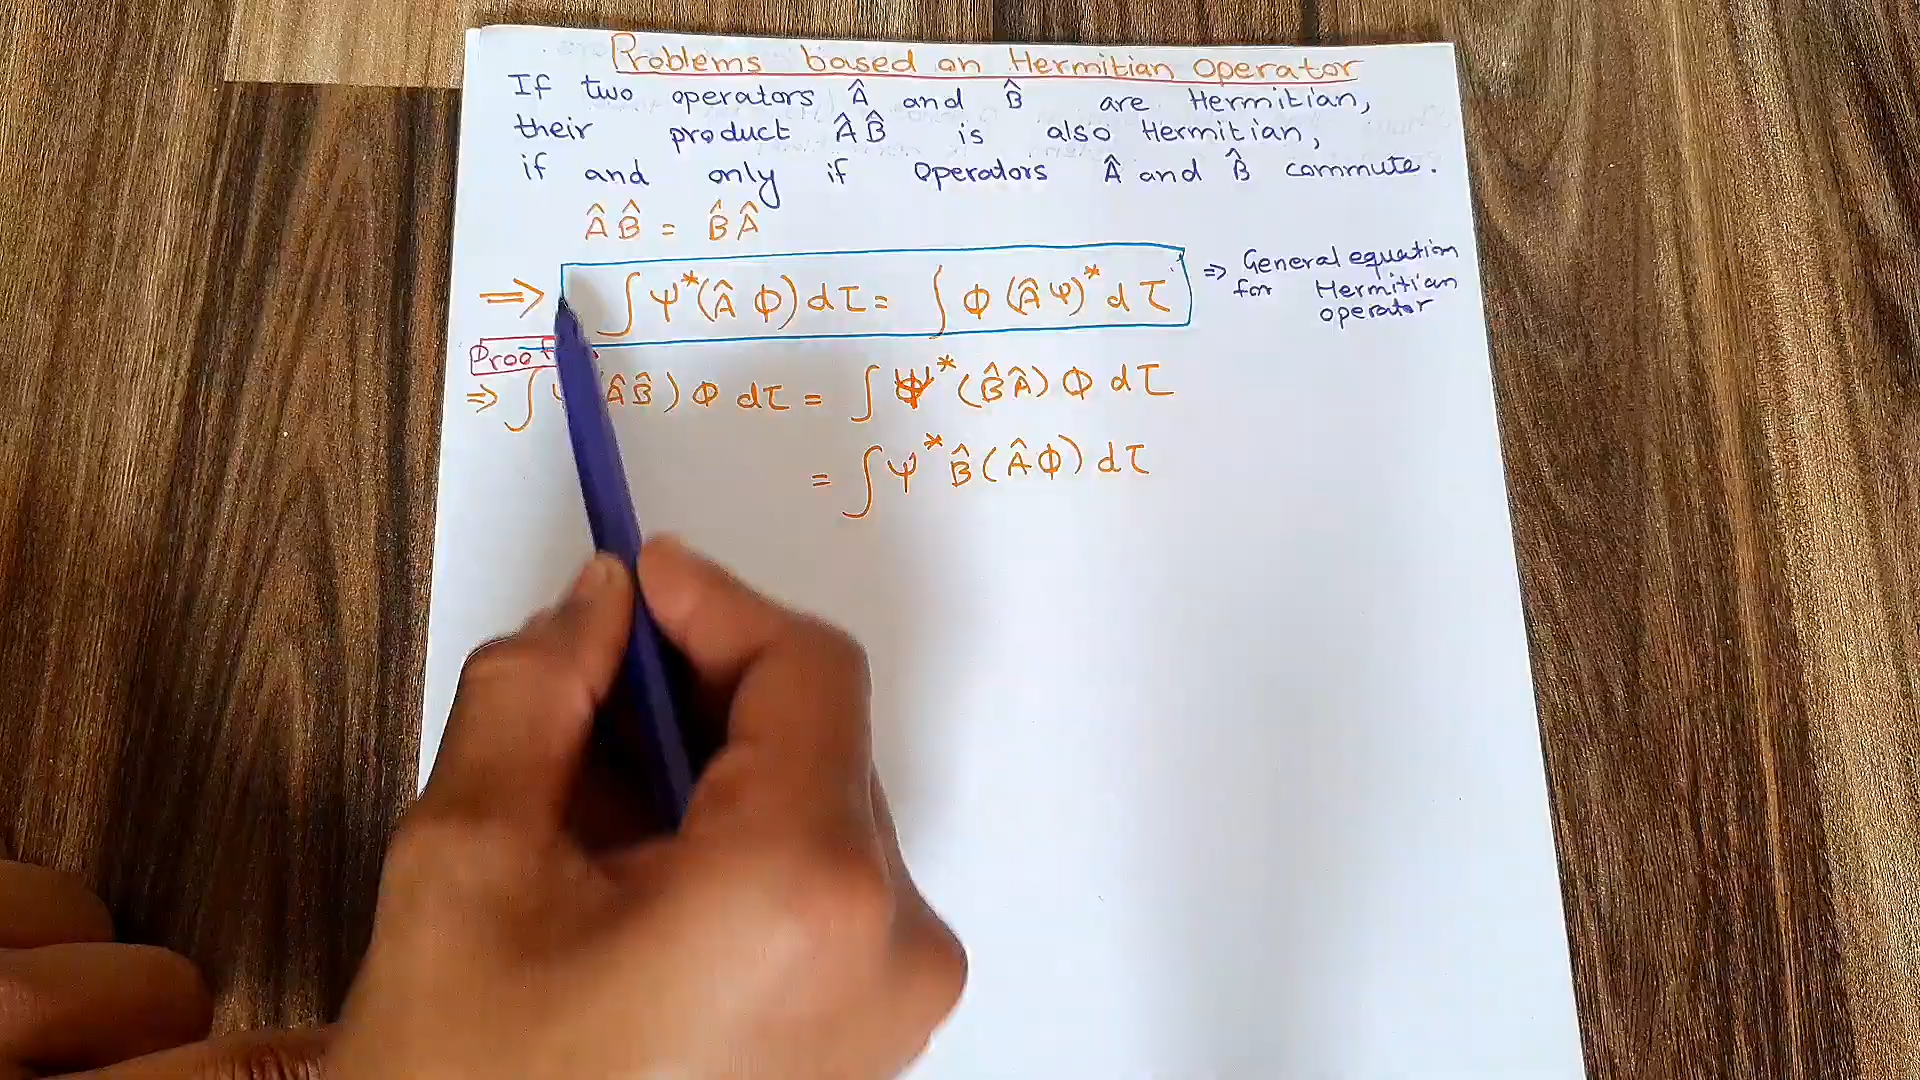 Problems based on Hermitian Operator
If two operators Â and B̂ are Hermitian,
their product ÂB̂ is also Hermitian,
if and only if Operators Â and B̂ commute.
ÂB̂ = B̂Â
⇒ ∫ψ*(Âϕ)dτ = ∫ϕ(Âψ)*dτ
⇒ General equation
for Hermitian
operator
Proof
⇒ ∫ ÂB̂)ϕ dτ = ∫ψ*(B̂Â)ϕ dτ
= ∫ψ*B̂(Âϕ)dτ